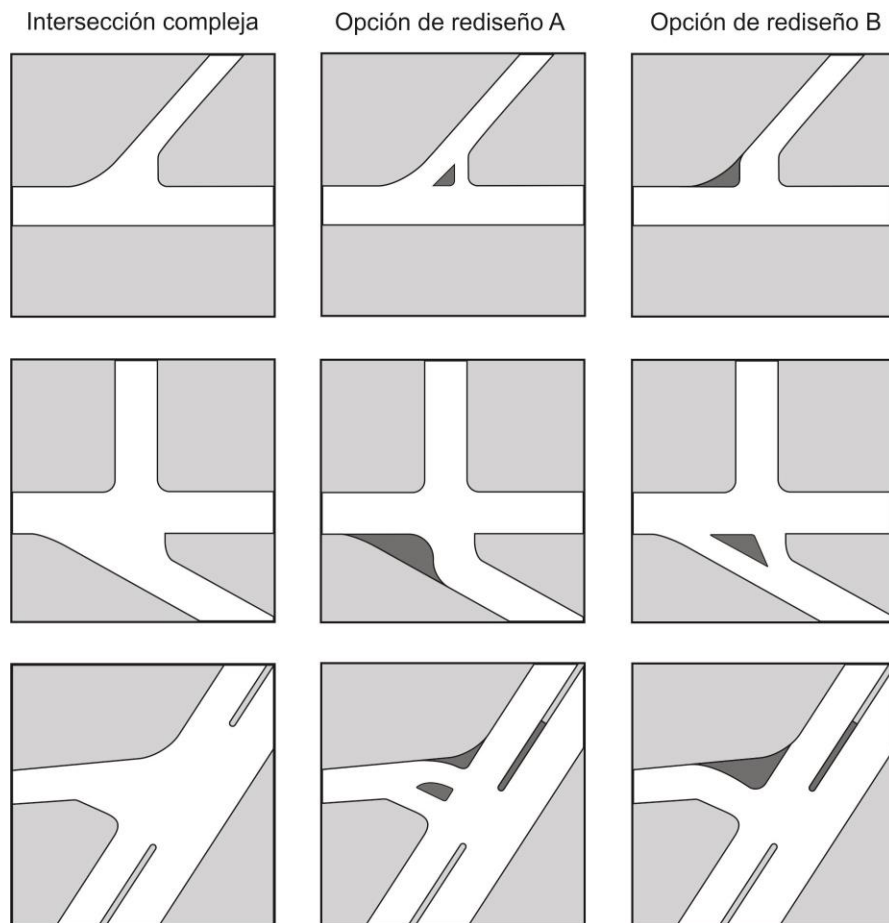 Intersección compleja
Opción de rediseño A
Opción de rediseño B